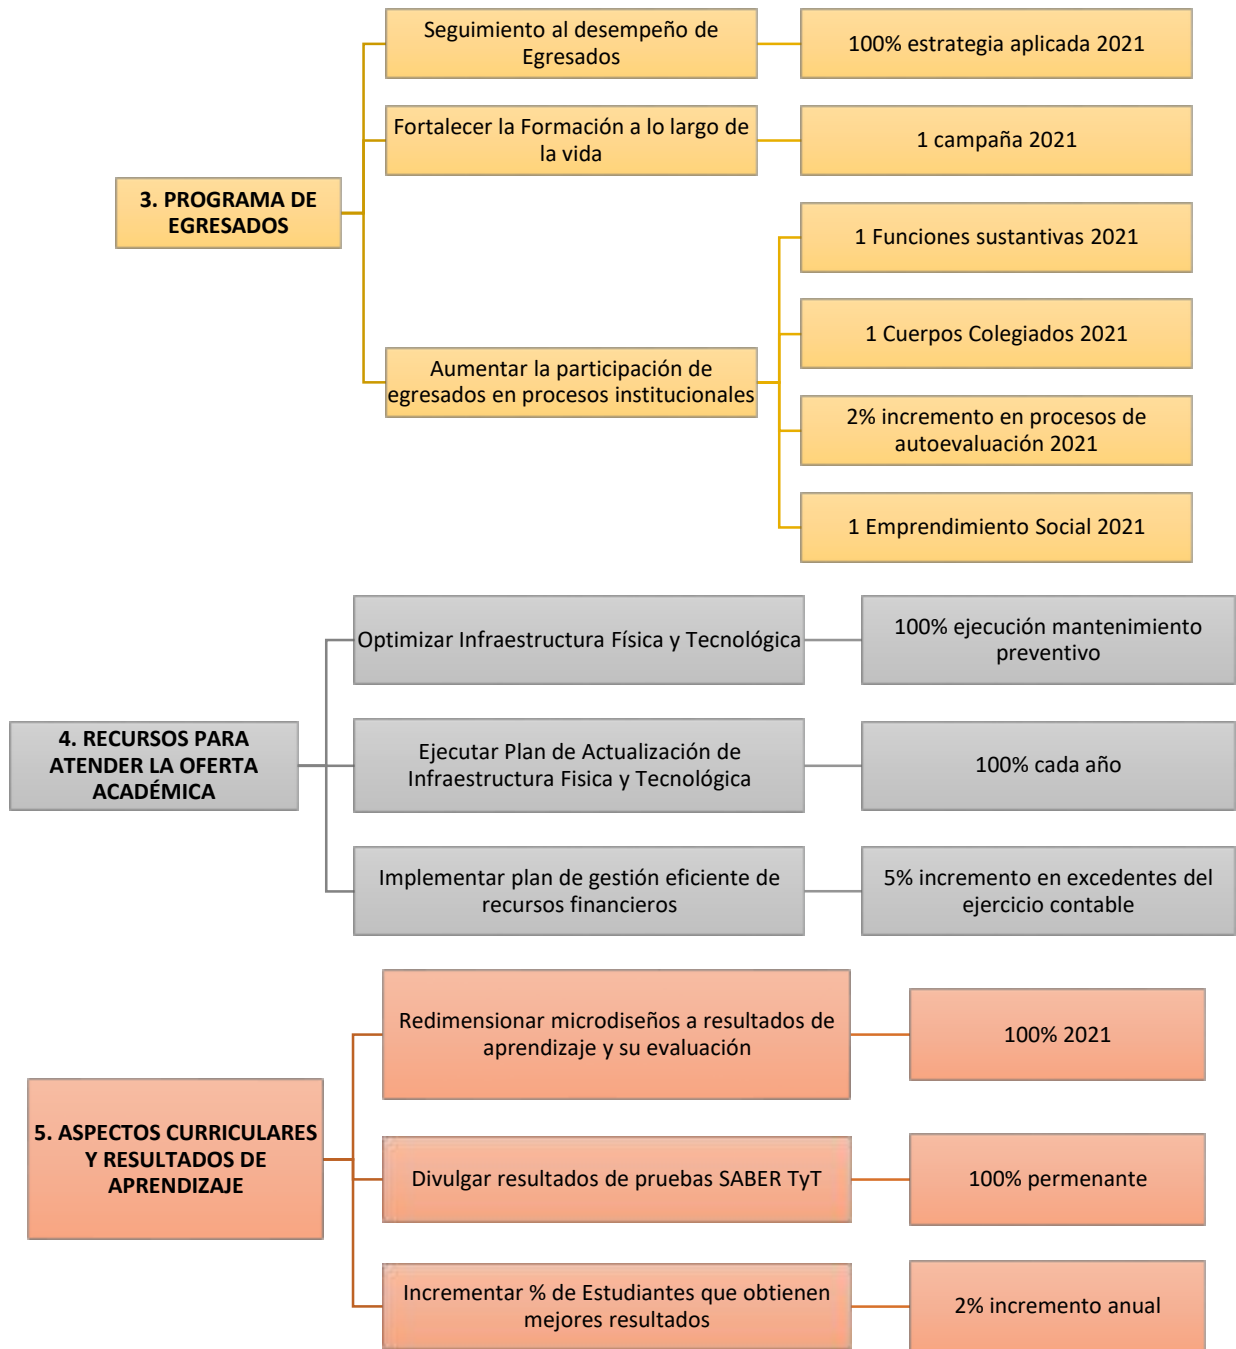 Seguimiento al desempeño de
Egresados
100% estrategia aplicada 2021
Fortalecer la Formación a lo largo de
la vida
1 campaña 2021
3. PROGRAMA DE
EGRESADOS
1 Funciones sustantivas 2021
1 Cuerpos Colegiados 2021
Aumentar la participación de
egresados en procesos institucionales
2% incremento en procesos de
autoevaluación 2021
1 Emprendimiento Social 2021
Optimizar Infraestructura Física y Tecnológica
100% ejecución mantenimiento
preventivo
4. RECURSOS PARA
ATENDER LA OFERTA
ACADÉMICA
Ejecutar Plan de Actualización de
Infraestructura Fisica y Tecnológica
100% cada año
Implementar plan de gestión eficiente de
recursos financieros
5% incremento en excedentes del
ejercicio contable
Redimensionar microdiseños a resultados de
aprendizaje y su evaluación
100% 2021
5. ASPECTOS CURRICULARES
Y RESULTADOS DE
APRENDIZAJE
Divulgar resultados de pruebas SABER TyT
100% permenante
Incrementar % de Estudiantes que obtienen
mejores resultados
2% incremento anual